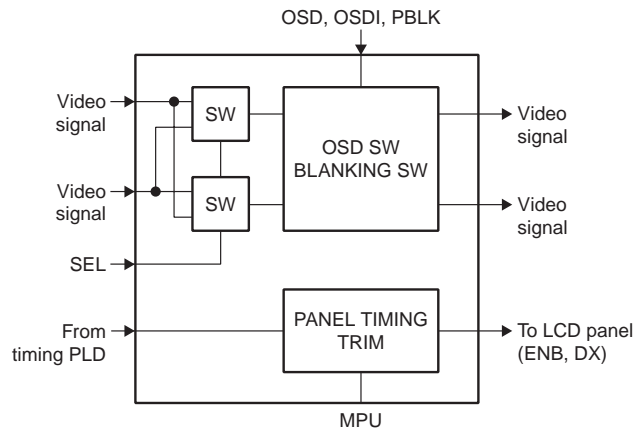 OSD, OSDI, PBLK
Video
signal
SW
OSD SW
BLANKING SW
Video
signal
Video
signal
SW
Video
signal
SEL
From
timing PLD
PANEL TIMING
TRIM
To LCD panel
(ENB, DX)
MPU